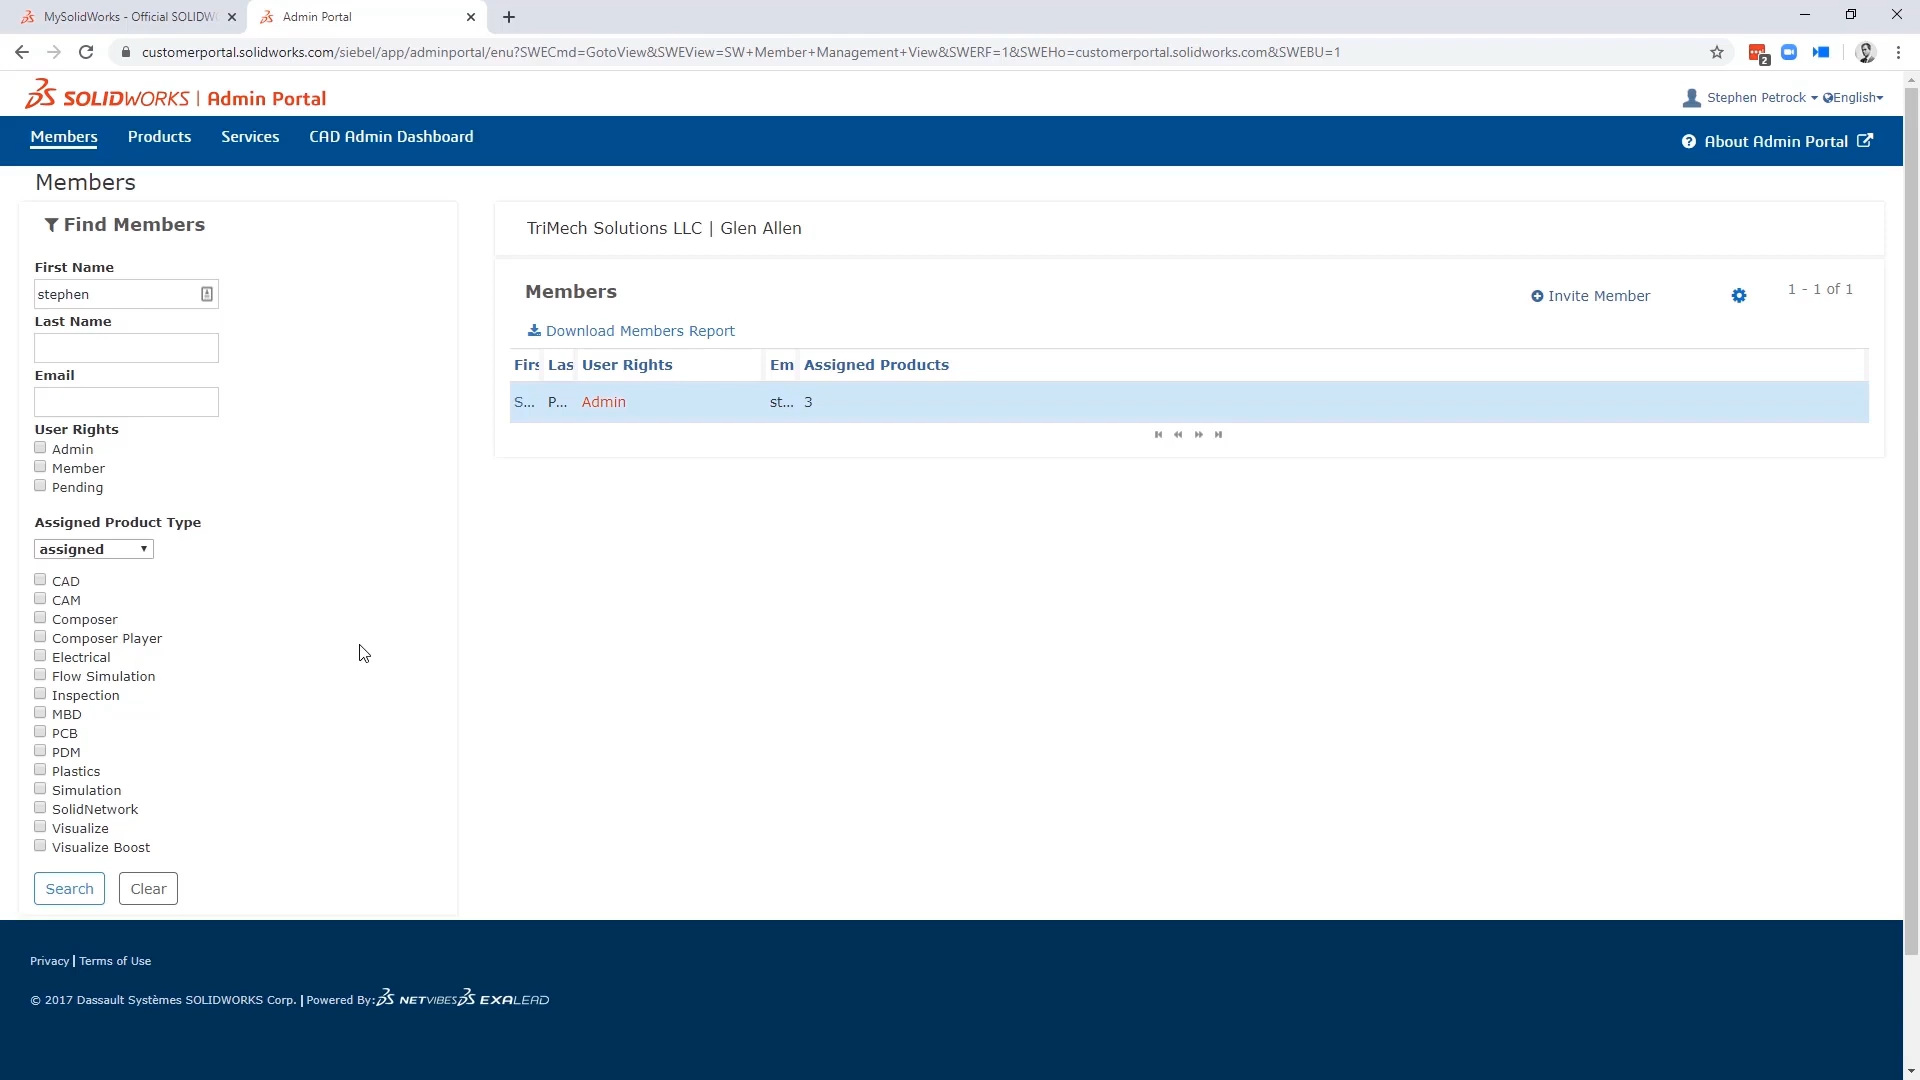 MySolidWorks - Official SOLIDW
Admin Portal
customerportal.solidworks.com/siebel/app/adminportal/enu?SWECmd=GotoView&SWEView=SW+Member+Management+View&SWERF=1&SWEHo=customerportal.solidworks.com&SWEBU=1
2
SOLIDWORKS | Admin Portal
Stephen Petrock
English
Members
Products
Services
CAD Admin Dashboard
About Admin Portal
Members
Find Members
First Name
stephen
Last Name
Email
User Rights
Admin
Member
Pending
Assigned Product Type
assigned
CAD
CAM
Composer
Composer Player
Electrical
Flow Simulation
Inspection
MBD
PCB
PDM
Plastics
Simulation
SolidNetwork
Visualize
Visualize Boost
Search
Clear
TriMech Solutions LLC | Glen Allen
Members
Invite Member
1 - 1 of 1
Download Members Report
Firs Las User Rights Em Assigned Products
S... P... Admin st... 3
Privacy | Terms of Use
© 2017 Dassault Systèmes SOLIDWORKS Corp. | Powered By: NETVIBES EXALEAD